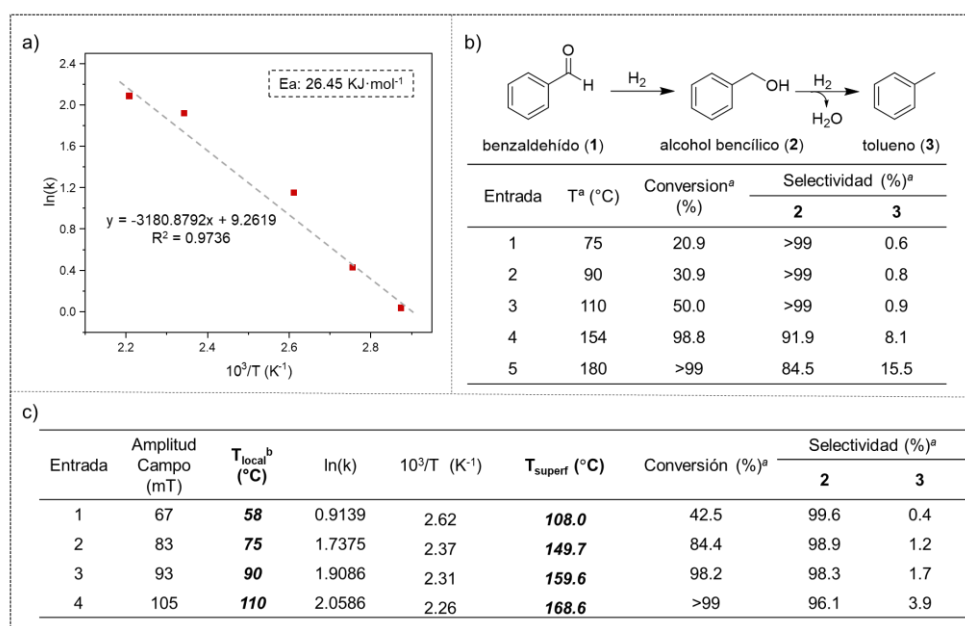 a)
2.4
2.0
1.6
1.2
0.8
0.4
0.0
ln(k)
Ea: 26.45 KJ·mol⁻¹
y = -3180.8792x + 9.2619
R² = 0.9736
2.2 2.4 2.6 2.8
10³/T (K⁻¹)
b)
O
H
H₂
OH
H₂
H₂O
benzaldehído (1) alcohol bencílico (2) tolueno (3)
Entrada Tª (°C) Conversionᵃ (%) Selectividad (%)ᵃ
2 3
1 75 20.9 >99 0.6
2 90 30.9 >99 0.8
3 110 50.0 >99 0.9
4 154 98.8 91.9 8.1
5 180 >99 84.5 15.5
c)
Entrada Amplitud Campo (mT) T_localᵇ (°C) ln(k) 10³/T (K⁻¹) T_superf (°C) Conversión (%)ᵃ Selectividad (%)ᵃ
2 3
1 67 58 0.9139 2.62 108.0 42.5 99.6 0.4
2 83 75 1.7375 2.37 149.7 84.4 98.9 1.2
3 93 90 1.9086 2.31 159.6 98.2 98.3 1.7
4 105 110 2.0586 2.26 168.6 >99 96.1 3.9